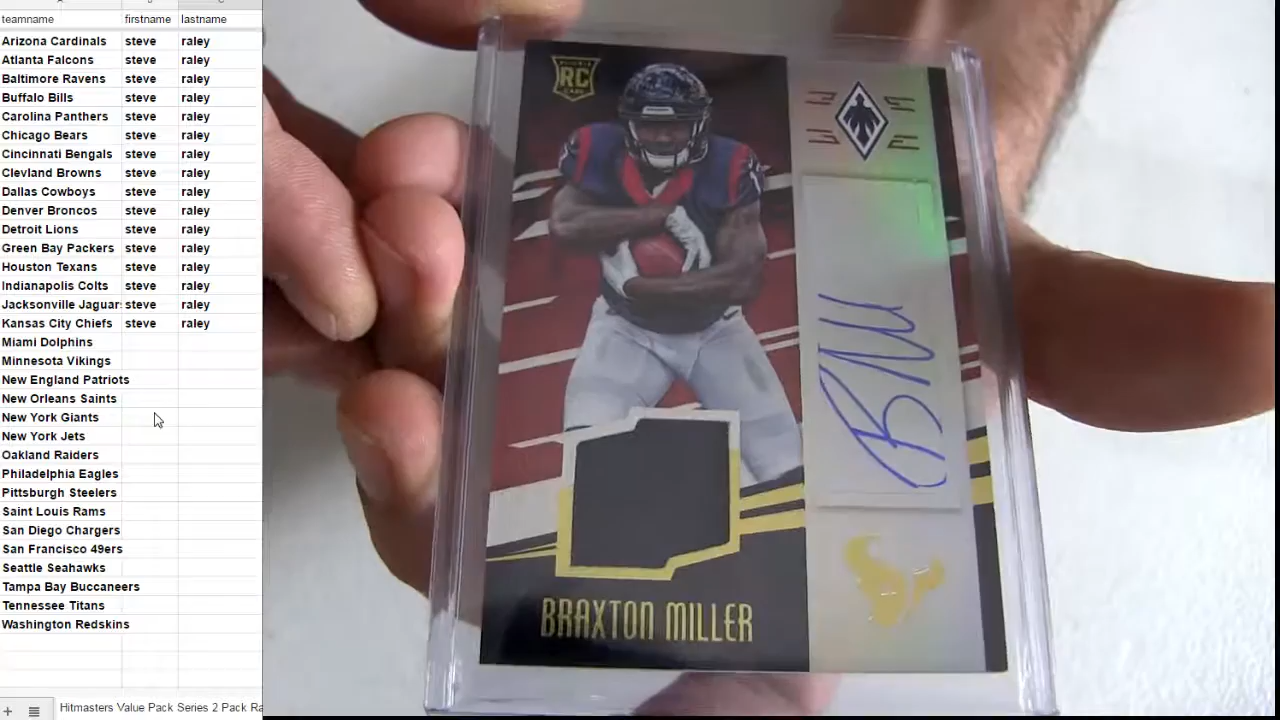 teamname firstname lastname
Arizona Cardinals steve raley
Atlanta Falcons steve raley
Baltimore Ravens steve raley
Buffalo Bills steve raley
Carolina Panthers steve raley
Chicago Bears steve raley
Cincinnati Bengals steve raley
Clevland Browns steve raley
Dallas Cowboys steve raley
Denver Broncos steve raley
Detroit Lions steve raley
Green Bay Packers steve raley
Houston Texans steve raley
Indianapolis Colts steve raley
Jacksonville Jaguar steve raley
Kansas City Chiefs steve raley
Miami Dolphins
Minnesota Vikings
New England Patriots
New Orleans Saints
New York Giants
New York Jets
Oakland Raiders
Philadelphia Eagles
Pittsburgh Steelers
Saint Louis Rams
San Diego Chargers
San Francisco 49ers
Seattle Seahawks
Tampa Bay Buccaneers
Tennessee Titans
Washington Redskins
Hitmasters Value Pack Series 2 Pack Ra
RC
BRAXTON MILLER